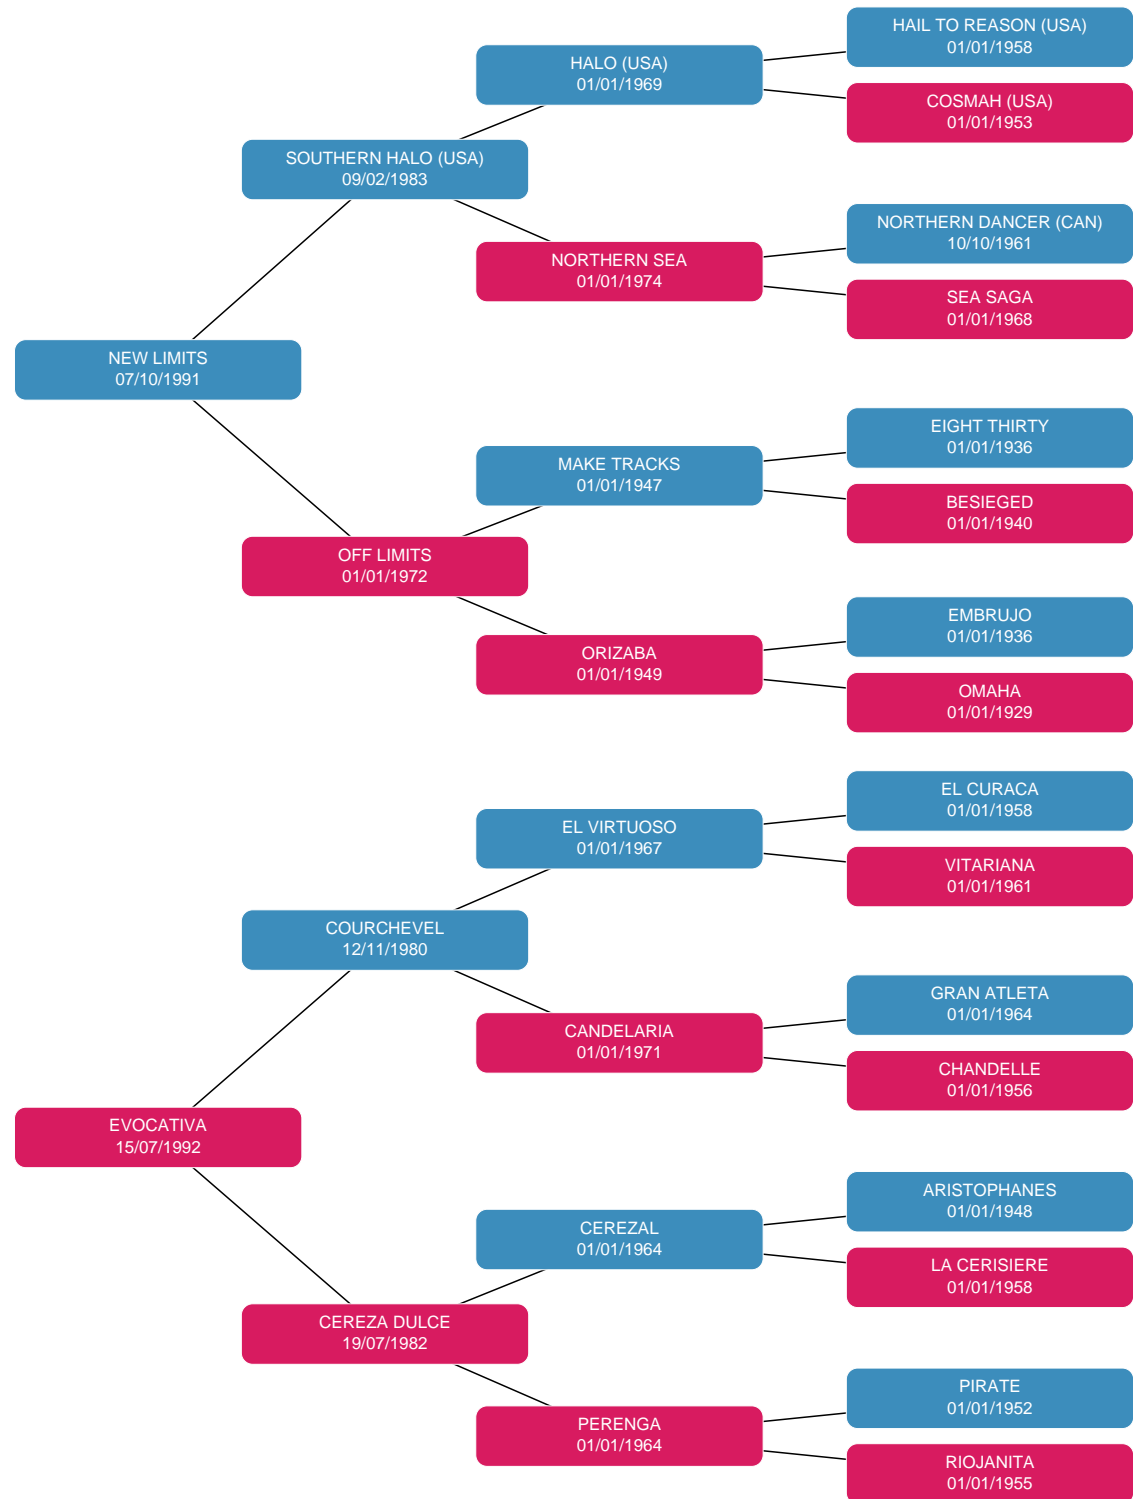 HAIL TO REASON (USA)
01/01/1958
HALO (USA)
01/01/1969
COSMAH (USA)
01/01/1953
SOUTHERN HALO (USA)
09/02/1983
NORTHERN DANCER (CAN)
10/10/1961
NORTHERN SEA
01/01/1974
SEA SAGA
01/01/1968
NEW LIMITS
07/10/1991
EIGHT THIRTY
01/01/1936
MAKE TRACKS
01/01/1947
BESIEGED
01/01/1940
OFF LIMITS
01/01/1972
EMBRUJO
01/01/1936
ORIZABA
01/01/1949
OMAHA
01/01/1929
EL CURACA
01/01/1958
EL VIRTUOSO
01/01/1967
VITARIANA
01/01/1961
COURCHEVEL
12/11/1980
GRAN ATLETA
01/01/1964
CANDELARIA
01/01/1971
CHANDELLE
01/01/1956
EVOCATIVA
15/07/1992
ARISTOPHANES
01/01/1948
CEREZAL
01/01/1964
LA CERISIERE
01/01/1958
CEREZA DULCE
19/07/1982
PIRATE
01/01/1952
PERENGA
01/01/1964
RIOJANITA
01/01/1955